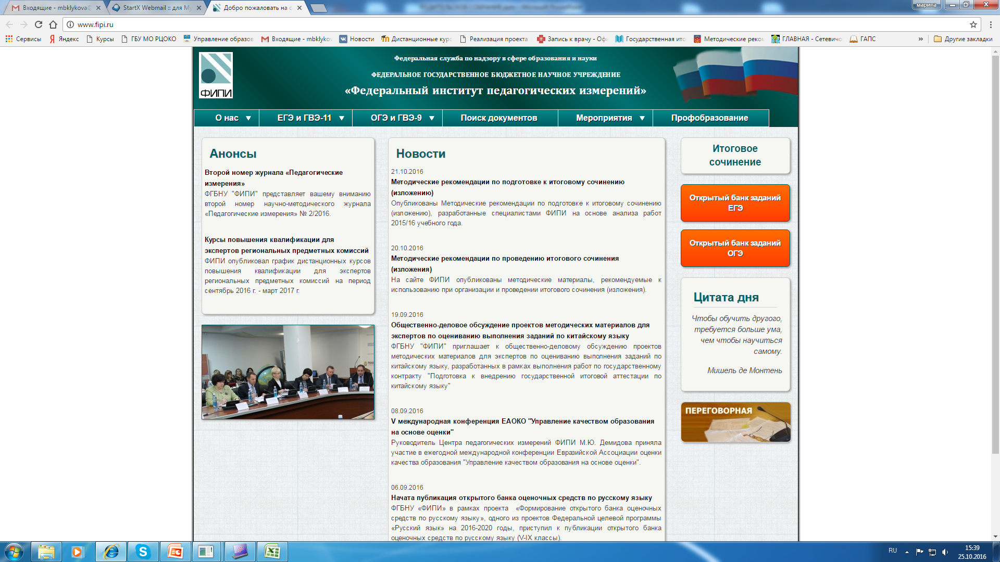 Входящие - mbklykova@
StartX Webmail :: для My
Добро пожаловать на с
марина
www.fipi.ru
Сервисы
Яндекс
Курсы
ГБУ МО РЦОКО
Управление образов
Входящие - mbklykov
Новости
Дистанционные курс
Реализация проекта
Запись к врачу - Офи
Государственная ито
Методические реком
ГЛАВНАЯ - Сетевичо
ГАПС
»
Другие закладки
ФИПИ
Федеральная служба по надзору в сфере образования и науки
ФЕДЕРАЛЬНОЕ ГОСУДАРСТВЕННОЕ БЮДЖЕТНОЕ НАУЧНОЕ УЧРЕЖДЕНИЕ
«Федеральный институт педагогических измерений»
О нас
ЕГЭ и ГВЭ-11
ОГЭ и ГВЭ-9
Поиск документов
Мероприятия
Профобразование
Анонсы
Второй номер журнала «Педагогические
измерения»
ФГБНУ "ФИПИ" представляет вашему вниманию
второй номер научно-методического журнала
«Педагогические измерения» № 2/2016.
Курсы повышения квалификации для
экспертов региональных предметных комиссий
ФИПИ опубликовал график дистанционных курсов
повышения квалификации для экспертов
региональных предметных комиссий на период
сентябрь 2016 г. - март 2017 г.
Новости
21.10.2016
Методические рекомендации по подготовке к итоговому сочинению
(изложению)
Опубликованы Методические рекомендации по подготовке к итоговому сочинению
(изложению), разработанные специалистами ФИПИ на основе анализа работ
2015/16 учебного года.
20.10.2016
Методические рекомендации по проведению итогового сочинения
(изложения)
На сайте ФИПИ опубликованы методические материалы, рекомендуемые к
использованию при организации и проведении итогового сочинения (изложения).
19.09.2016
Общественно-деловое обсуждение проектов методических материалов для
экспертов по оцениванию выполнения заданий по китайскому языку
ФГБНУ "ФИПИ" приглашает к общественно-деловому обсуждению проектов
методических материалов для экспертов по оцениванию выполнения заданий по
китайскому языку, разработанных в рамках выполнения работ по государственному
контракту "Подготовка к внедрению государственной итоговой аттестации по
китайскому языку"
08.09.2016
V международная конференция ЕАОКО "Управление качеством образования
на основе оценки"
Руководитель Центра педагогических измерений ФИПИ М.Ю. Демидова приняла
участие в ежегодной международной конференции Евразийской Ассоциации оценки
качества образования "Управление качеством образования на основе оценки".
06.09.2016
Начата публикация открытого банка оценочных средств по русскому языку
ФГБНУ «ФИПИ» в рамках проекта «Формирование открытого банка оценочных
средств по русскому языку», одного из проектов Федеральной целевой программы
«Русский язык» на 2016-2020 годы, приступил к публикации открытого банка
оценочных средств по русскому языку (V-IX классы).
Итоговое
сочинение
Открытый банк заданий
ЕГЭ
Открытый банк заданий
ОГЭ
Цитата дня
Чтобы обучить другого,
требуется больше ума,
чем чтобы научиться
самому.
Мишель де Монтень
ПЕРЕГОВОРНАЯ
RU
15:39
25.10.2016